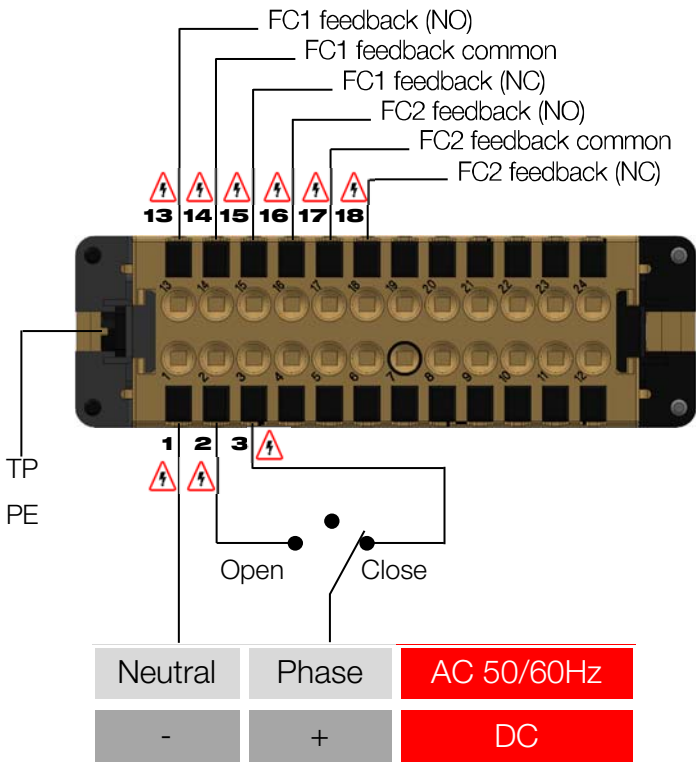 FC1 feedback (NO)
FC1 feedback common
FC1 feedback (NC)
FC2 feedback (NO)
FC2 feedback common
FC2 feedback (NC)
13 14 15 16 17 18
13 14 15 16 17 18 19 20 21 22 23 24
1 2 3 4 5 6 7 8 9 10 11 12
1 2 3
TP
PE
Open Close
Neutral Phase AC 50/60Hz
- + DC